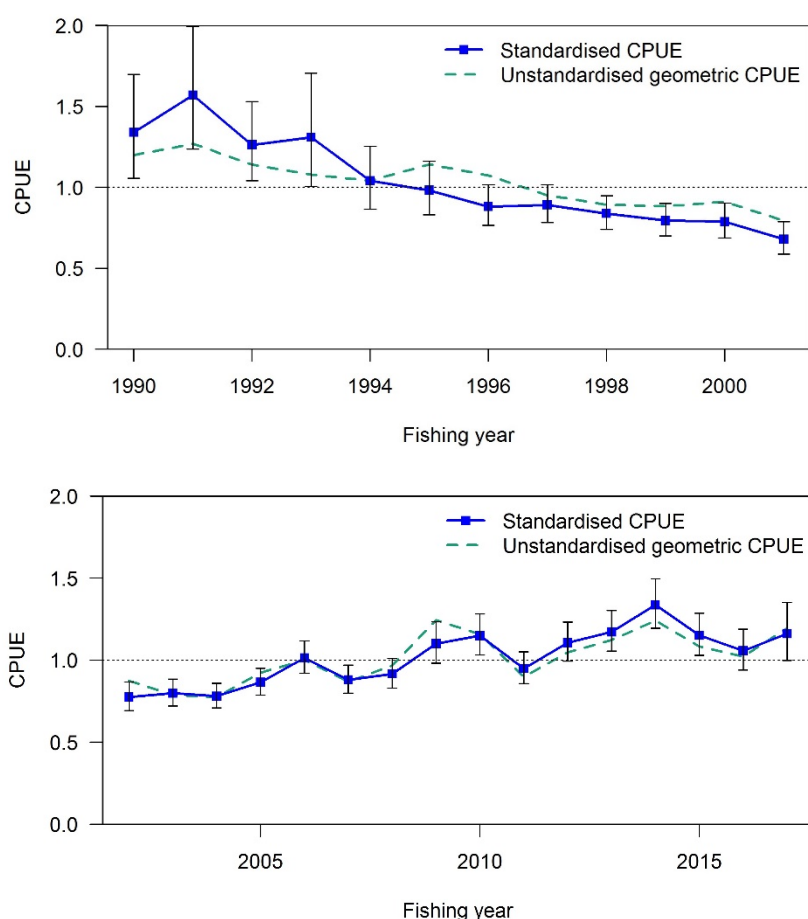 2.0
1.5
1.0
0.5
0.0
CPUE
Standardised CPUE
Unstandardised geometric CPUE
1990 1992 1994 1996 1998 2000
Fishing year
2.0
1.5
1.0
0.5
0.0
CPUE
Standardised CPUE
Unstandardised geometric CPUE
2005 2010 2015
Fishing year